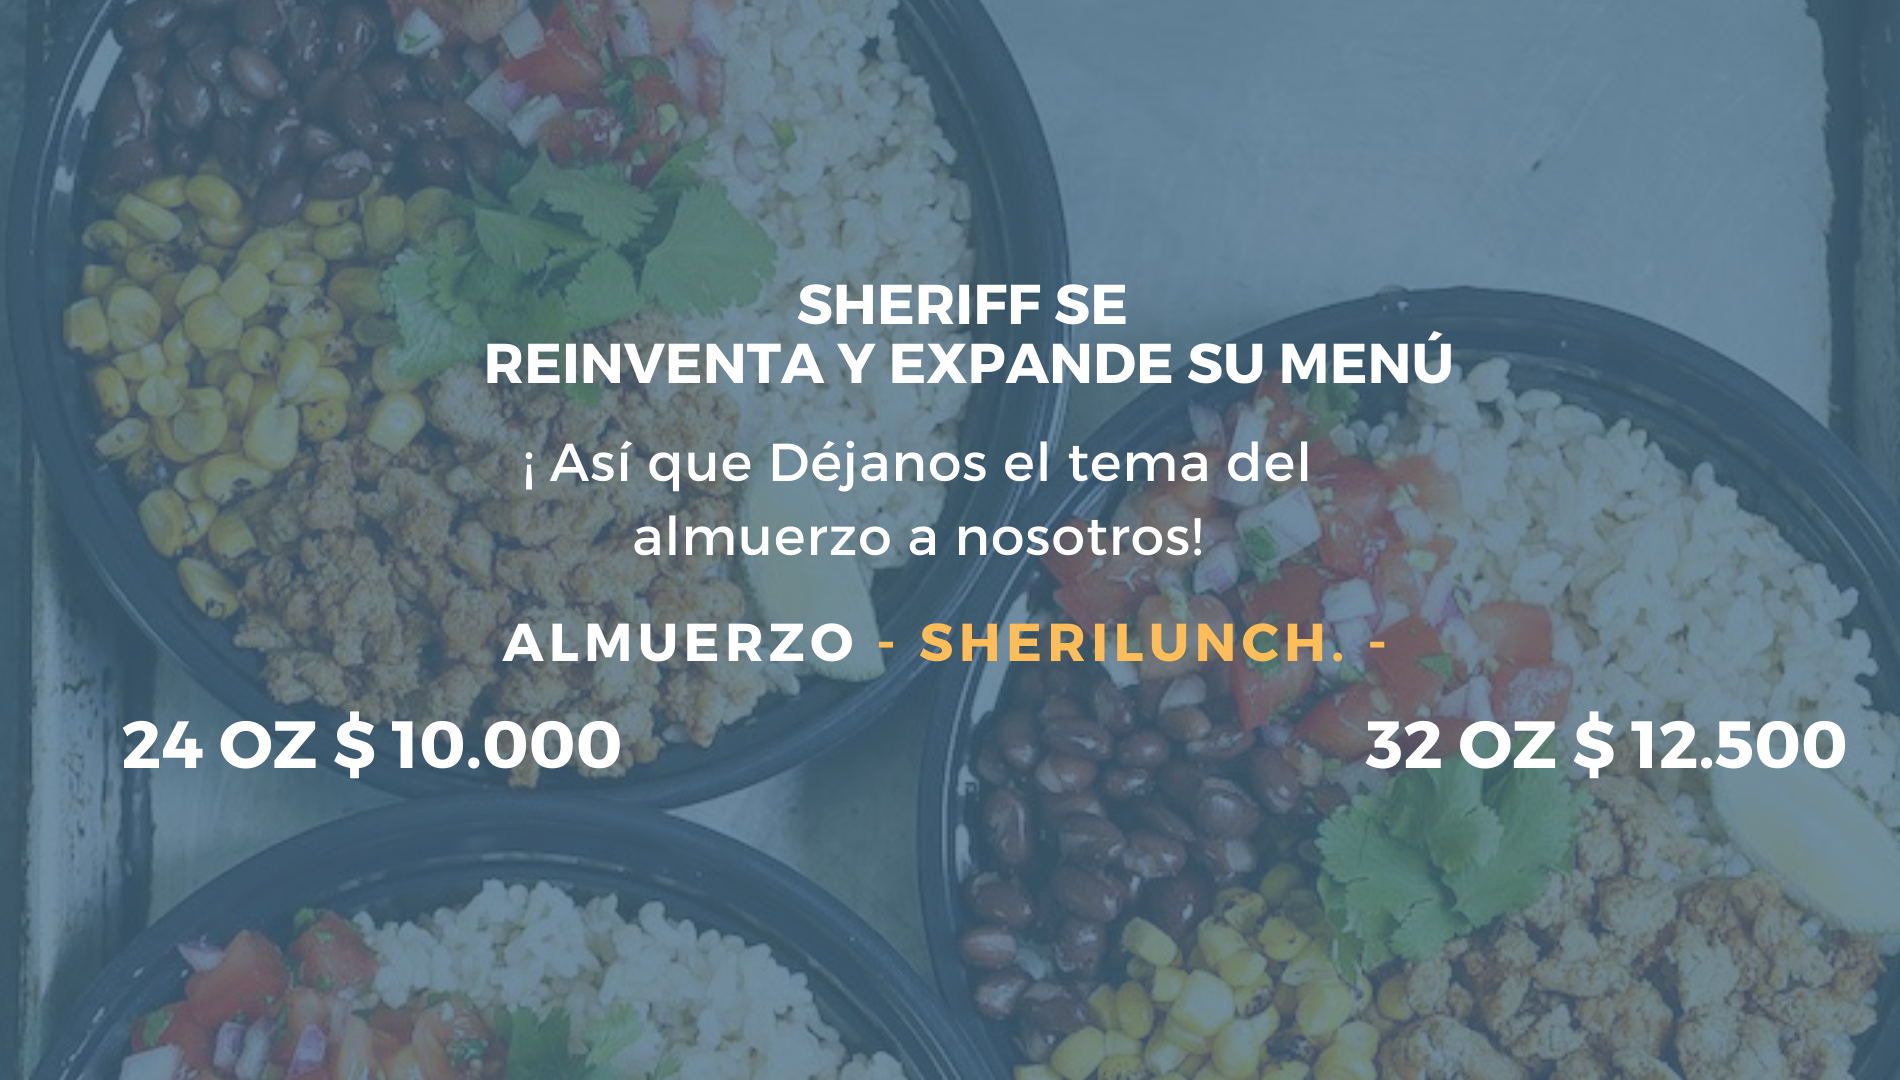 SHERIFF SE
REINVENTA Y EXPANDE SU MENÚ
¡ Así que Déjanos el tema del
almuerzo a nosotros!
ALMUERZO - SHERILUNCH. -
24 OZ $ 10.000
32 OZ $ 12.500